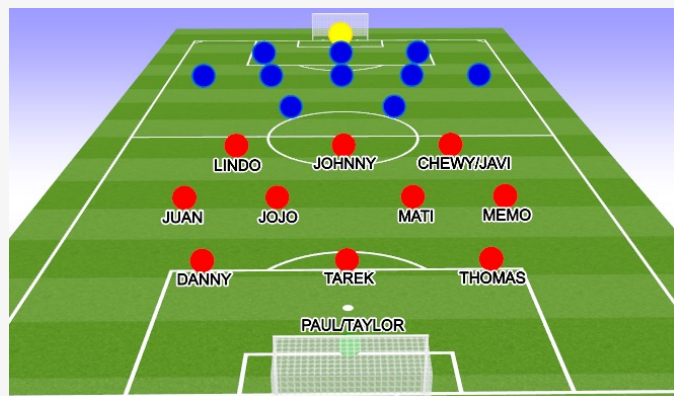 LINDO JOHNNY CHEWY/JAVI
JUAN JOJO MATI MEMO
DANNY TAREK THOMAS
PAUL/TAYLOR